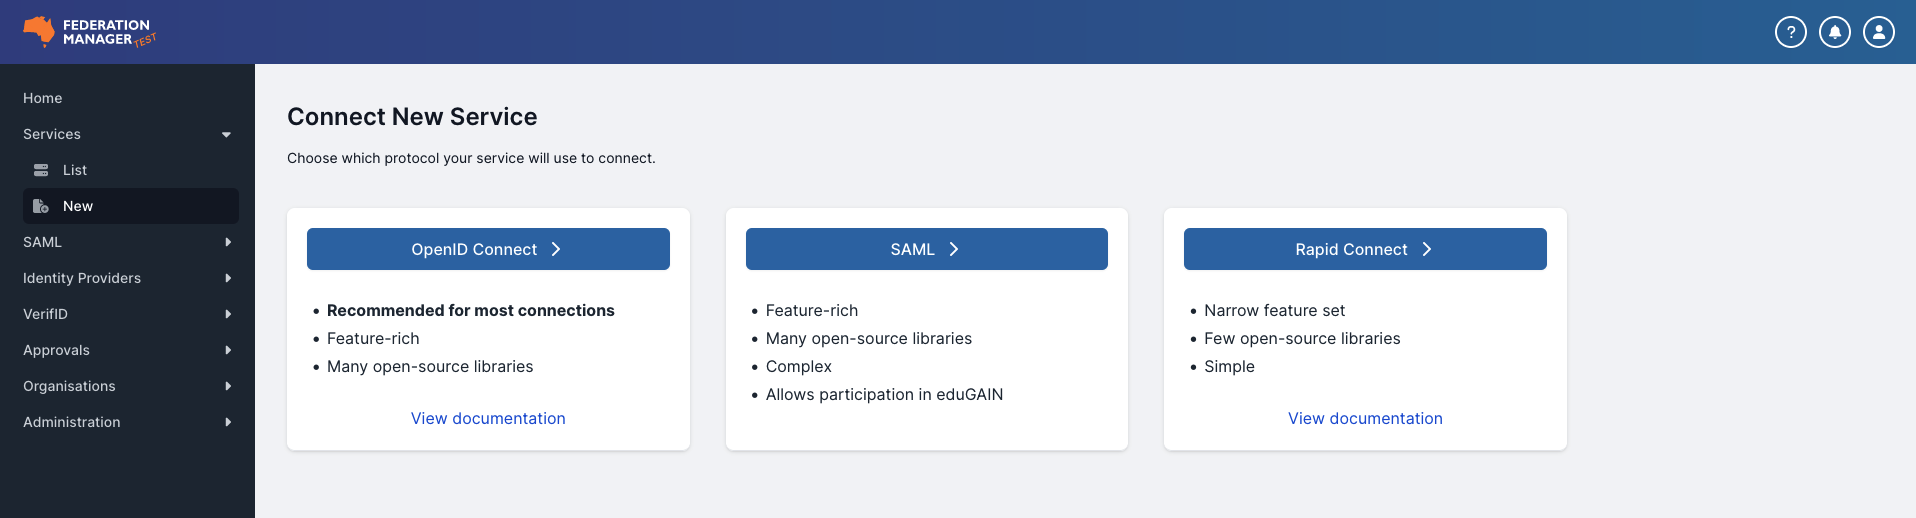 FEDERATION
MANAGER TEST
?
Home
Services
List
New
SAML
Identity Providers
VerifID
Approvals
Organisations
Administration
Connect New Service
Choose which protocol your service will use to connect.
OpenID Connect
• Recommended for most connections
• Feature-rich
• Many open-source libraries
View documentation
SAML
• Feature-rich
• Many open-source libraries
• Complex
• Allows participation in eduGAIN
Rapid Connect
• Narrow feature set
• Few open-source libraries
• Simple
View documentation